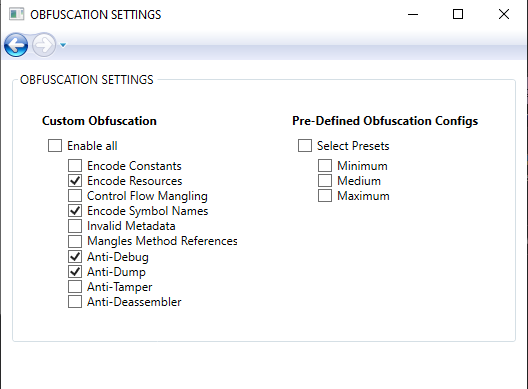 OBFUSCATION SETTINGS
OBFUSCATION SETTINGS
Custom Obfuscation
Enable all
Encode Constants
Encode Resources
Control Flow Mangling
Encode Symbol Names
Invalid Metadata
Mangles Method References
Anti-Debug
Anti-Dump
Anti-Tamper
Anti-Deassembler
Pre-Defined Obfuscation Configs
Select Presets
Minimum
Medium
Maximum